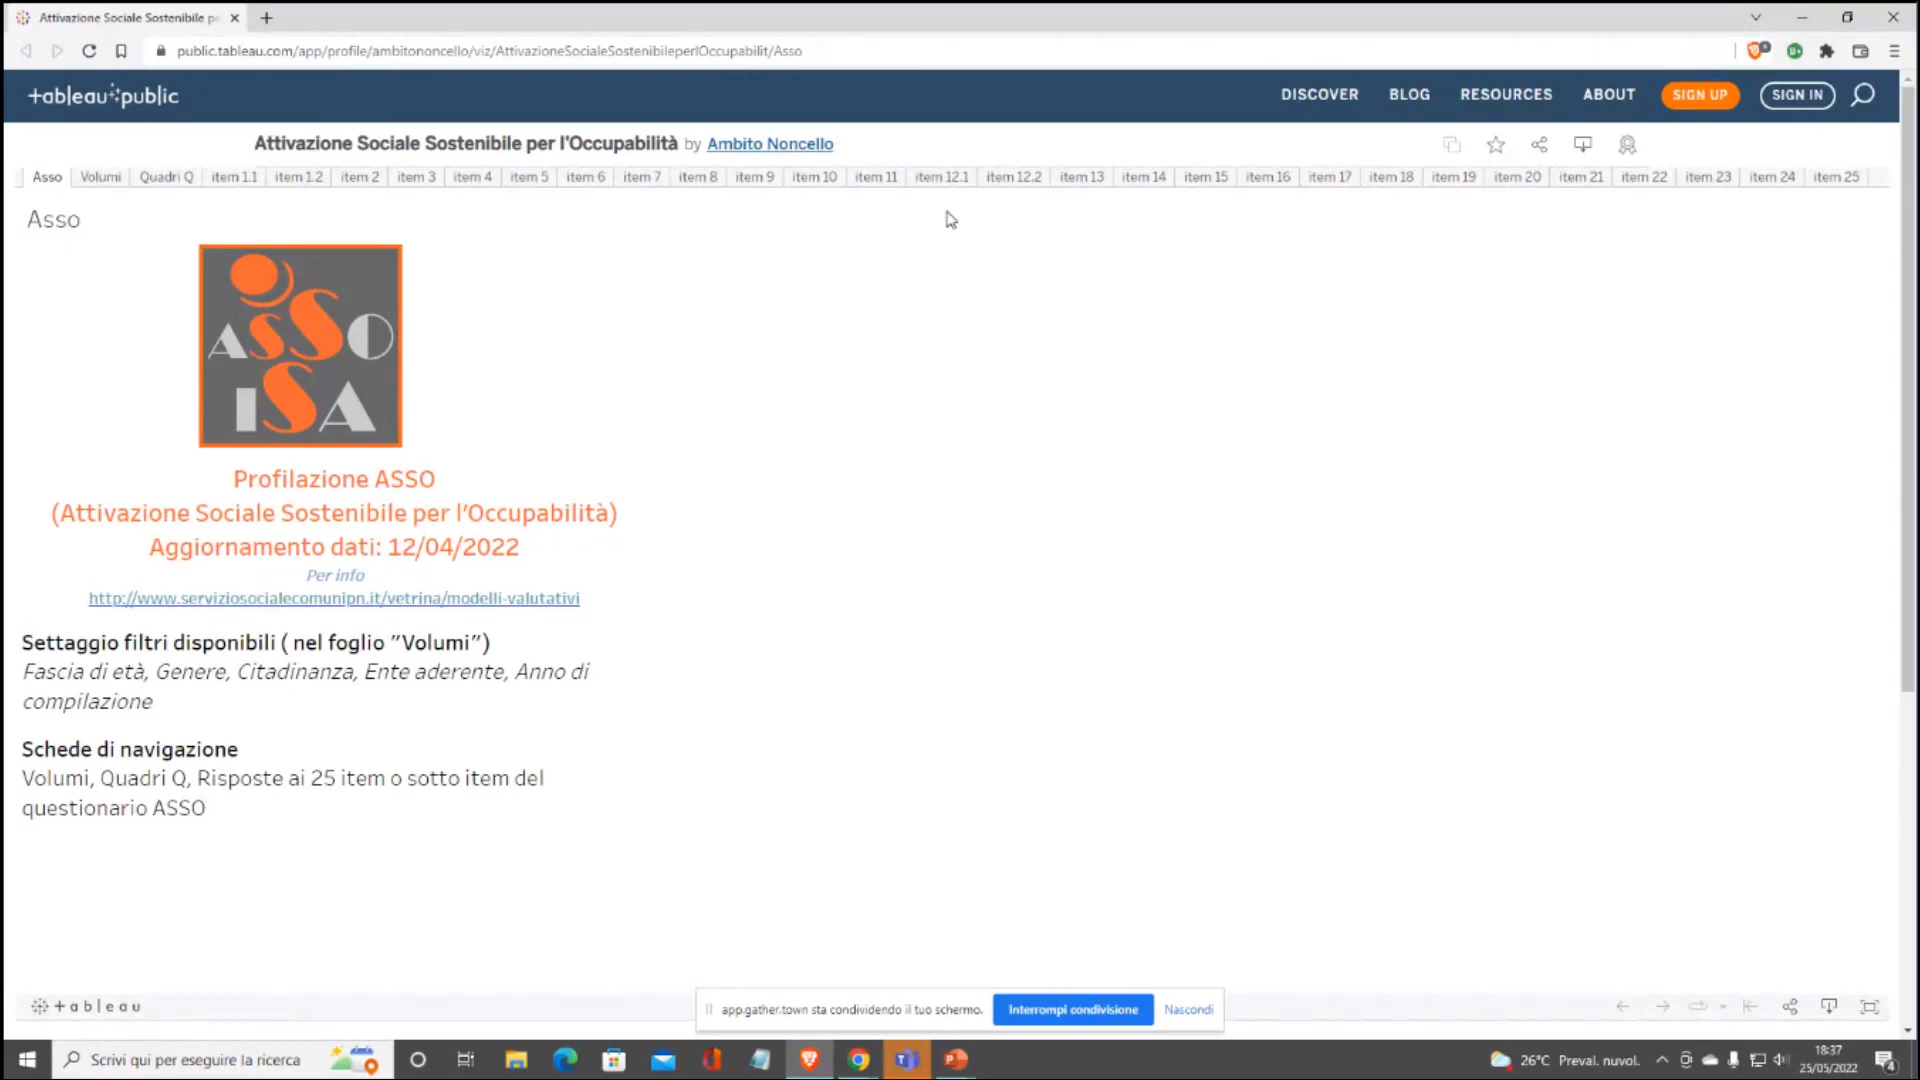 Attivazione Sociale Sostenibile pe
public.tableau.com/app/profile/ambitononcello/viz/AttivazioneSocialeSostenibileperlOccupabilit/Asso
+ableau public
DISCOVER BLOG RESOURCES ABOUT SIGN UP SIGN IN
Attivazione Sociale Sostenibile per l'Occupabilità by Ambito Noncello
Asso Volumi Quadri Q item 1.1 item 1.2 item 2 item 3 item 4 item 5 item 6 item 7 item 8 item 9 item 10 item 11 item 12.1 item 12.2 item 13 item 14 item 15 item 16 item 17 item 18 item 19 item 20 item 21 item 22 item 23 item 24 item 25
Asso
ASSO
ISA
Profilazione ASSO
(Attivazione Sociale Sostenibile per l’Occupabilità)
Aggiornamento dati: 12/04/2022
Per info
http://www.serviziosocialecomunipn.it/vetrina/modelli-valutativi
Settaggio filtri disponibili ( nel foglio ”Volumi”)
Fascia di età, Genere, Citadinanza, Ente aderente, Anno di
compilazione
Schede di navigazione
Volumi, Quadri Q, Risposte ai 25 item o sotto item del
questionario ASSO
+ableau
app.gather.town sta condividendo il tuo schermo. Interrompi condivisione Nascondi
Scrivi qui per eseguire la ricerca
26°C Preval. nuvol.
18:37
25/05/2022
4